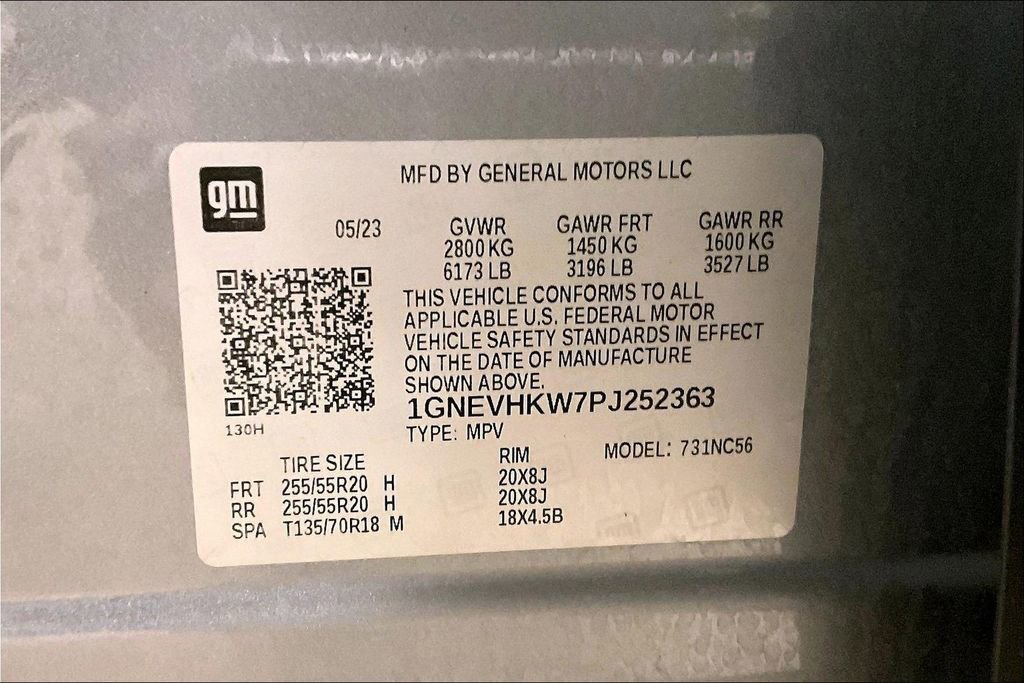 gm
MFD BY GENERAL MOTORS LLC
05/23 GVWR GAWR FRT GAWR RR
2800 KG 1450 KG 1600 KG
6173 LB 3196 LB 3527 LB
THIS VEHICLE CONFORMS TO ALL
APPLICABLE U.S. FEDERAL MOTOR
VEHICLE SAFETY STANDARDS IN EFFECT
ON THE DATE OF MANUFACTURE
SHOWN ABOVE.
1GNEVHKW7PJ252363
130H
TYPE: MPV MODEL: 731NC56
TIRE SIZE RIM
FRT 255/55R20 H 20X8J
RR 255/55R20 H 20X8J
SPA T135/70R18 M 18X4.5B